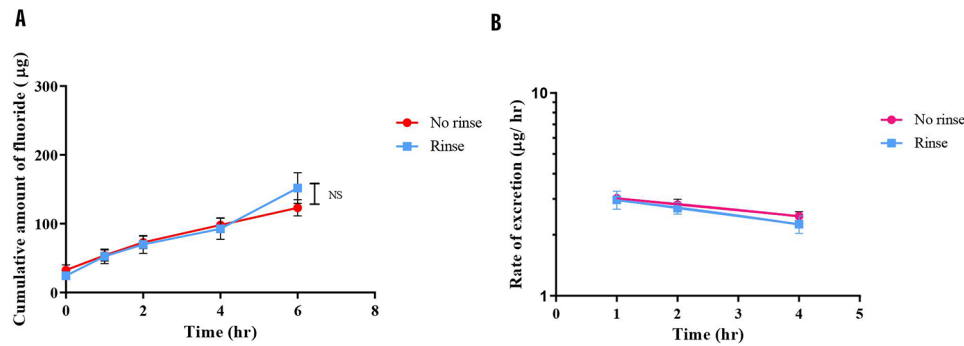 A
Cumulative amount of fluoride ( µg)
300
200
100
0
0 2 4 6 8
Time (hr)
No rinse
Rinse
NS
B
Rate of excretion (µg/ hr)
10
1
0 1 2 3 4 5
Time (hr)
No rinse
Rinse